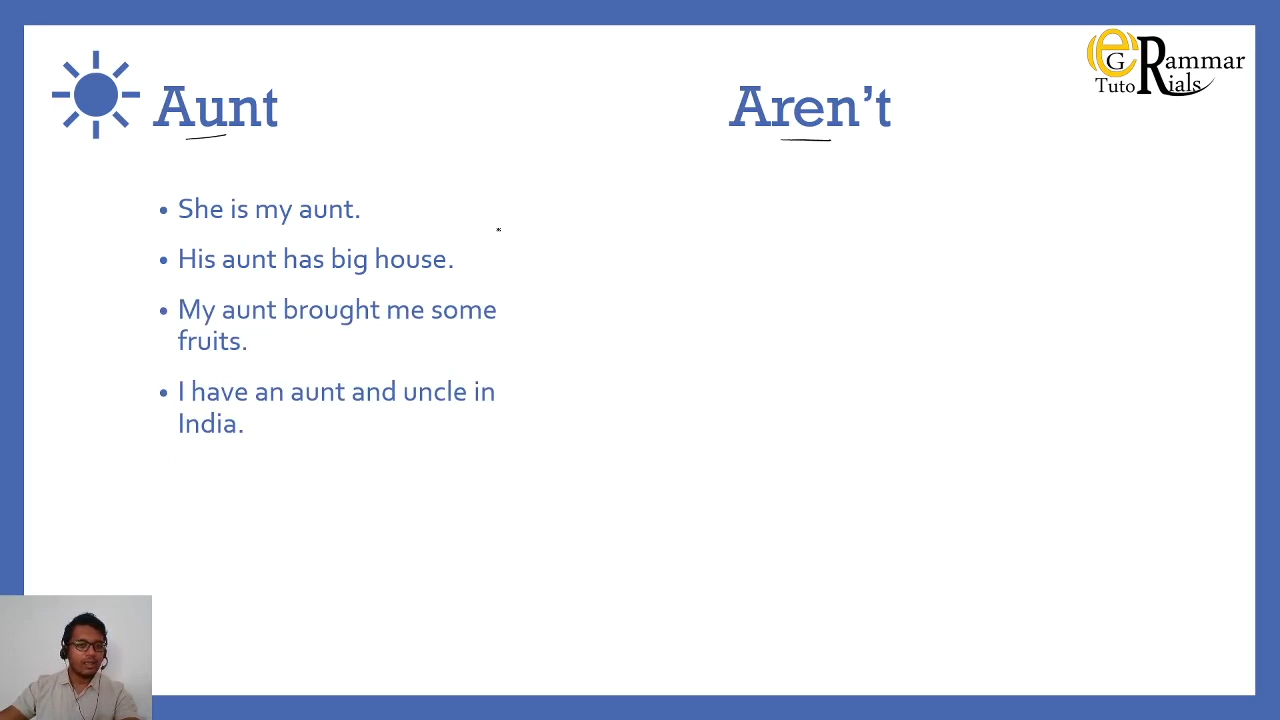 Aunt
Aren't
eGRammar
TutoRials
• She is my aunt.
• His aunt has big house.
• My aunt brought me some
fruits.
• I have an aunt and uncle in
India.